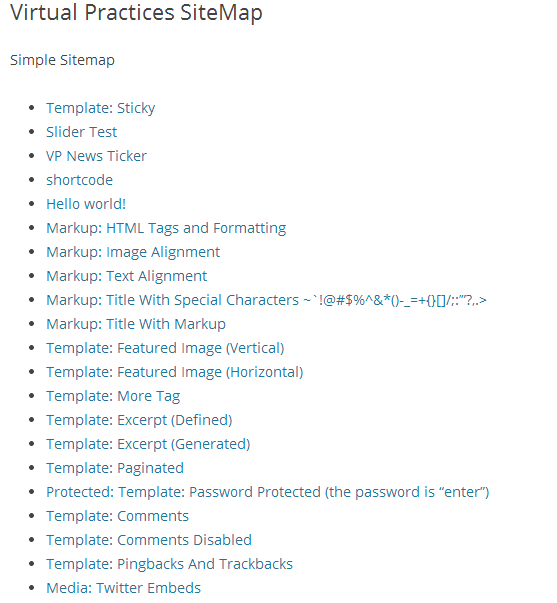 Virtual Practices SiteMap
Simple Sitemap
Template: Sticky
Slider Test
VP News Ticker
shortcode
Hello world!
Markup: HTML Tags and Formatting
Markup: Image Alignment
Markup: Text Alignment
Markup: Title With Special Characters ~`!@#$%^&*()-_=+{}[]/;:’”?,.>
Markup: Title With Markup
Template: Featured Image (Vertical)
Template: Featured Image (Horizontal)
Template: More Tag
Template: Excerpt (Defined)
Template: Excerpt (Generated)
Template: Paginated
Protected: Template: Password Protected (the password is “enter”)
Template: Comments
Template: Comments Disabled
Template: Pingbacks And Trackbacks
Media: Twitter Embeds